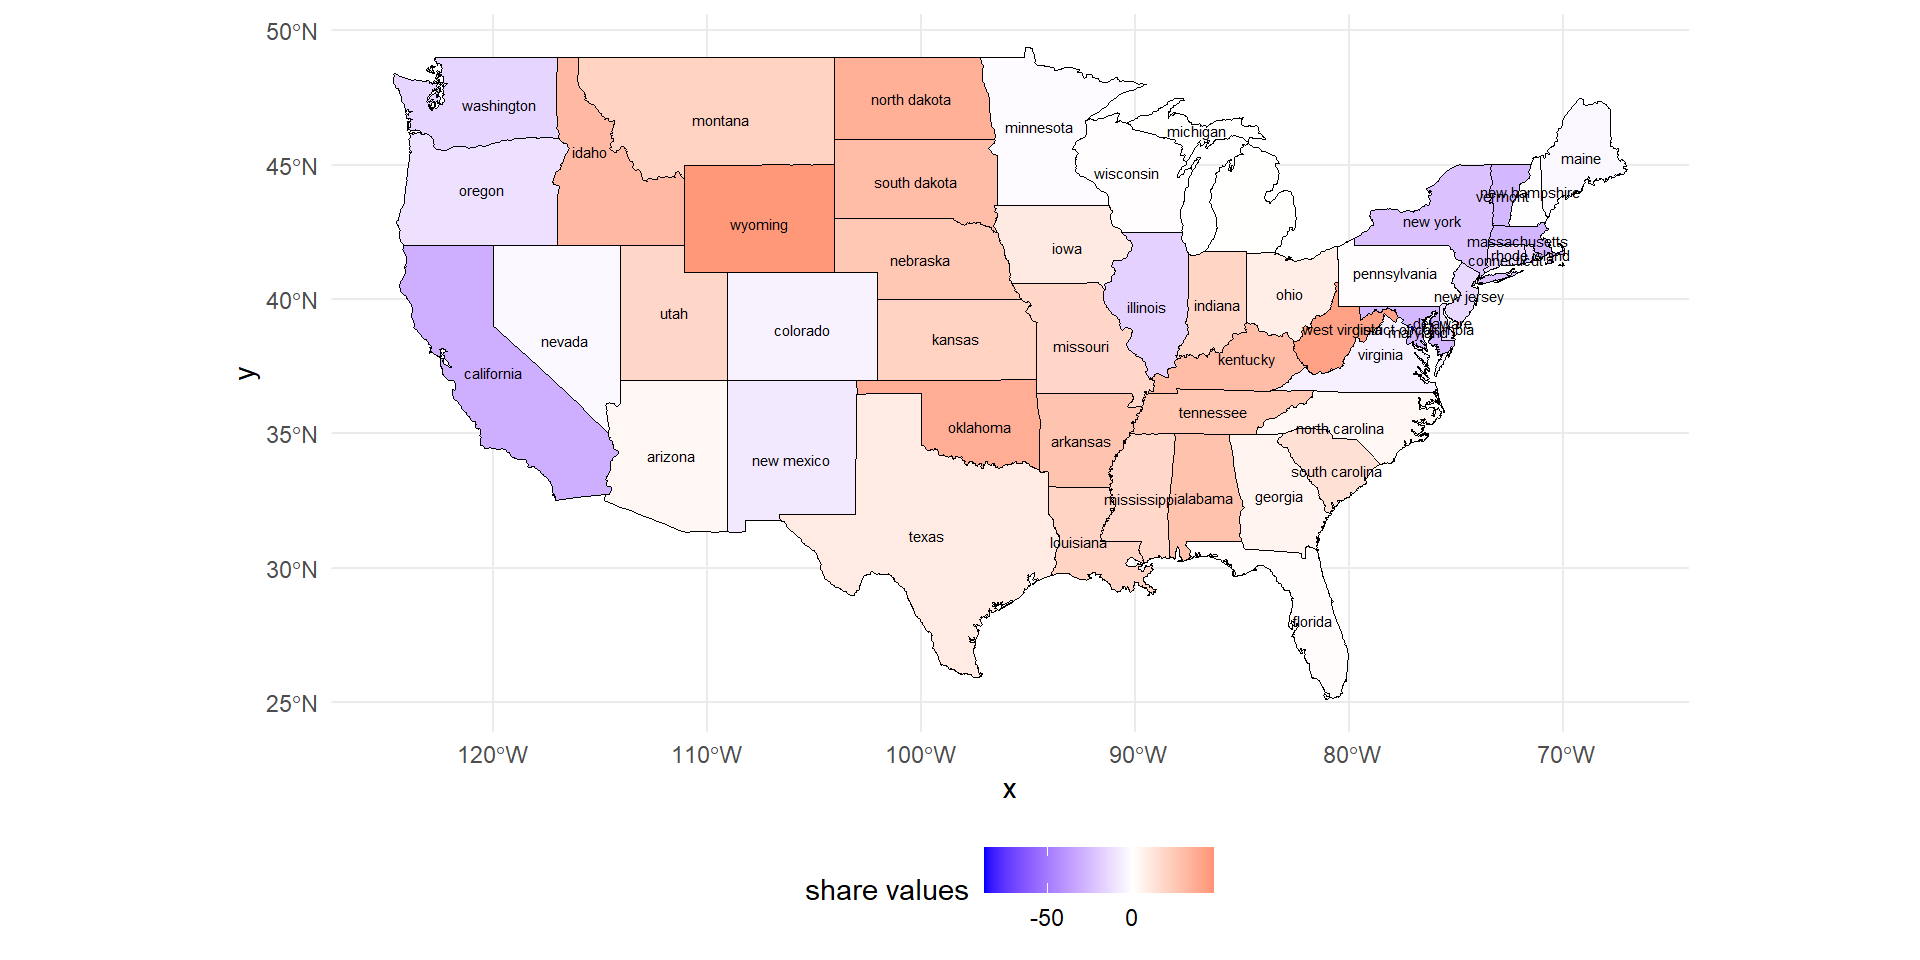 50°N
45°N
40°N
35°N
30°N
25°N
y
washington
montana
north dakota
minnesota
michigan
maine
idaho
oregon
south dakota
wisconsin
new hampshire
vermont
wyoming
new york
iowa
massachusetts
nebraska
rhode island
connecticut
pennsylvania
ohio
new jersey
utah
illinois
indiana
colorado
delaware
west virginia
district of columbia
maryland
nevada
kansas
missouri
virginia
kentucky
california
tennessee
oklahoma
arkansas
north carolina
arizona
new mexico
south carolina
mississippi
alabama
georgia
texas
louisiana
florida
120°W
110°W
100°W
90°W
80°W
70°W
x
share values
-50
0